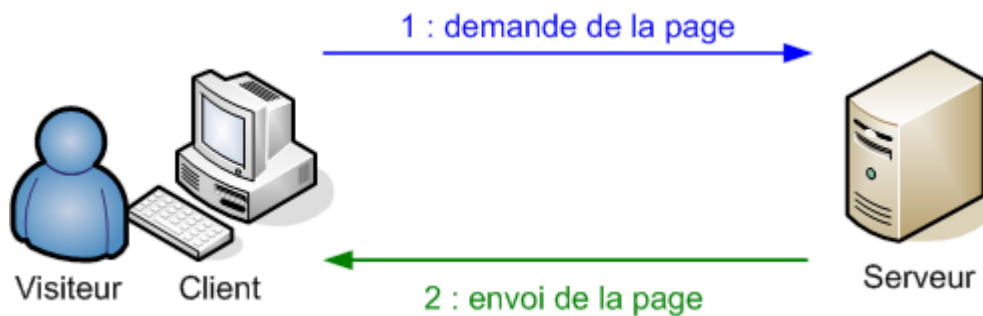 1 : demande de la page
Visiteur
Client
Serveur
2 : envoi de la page